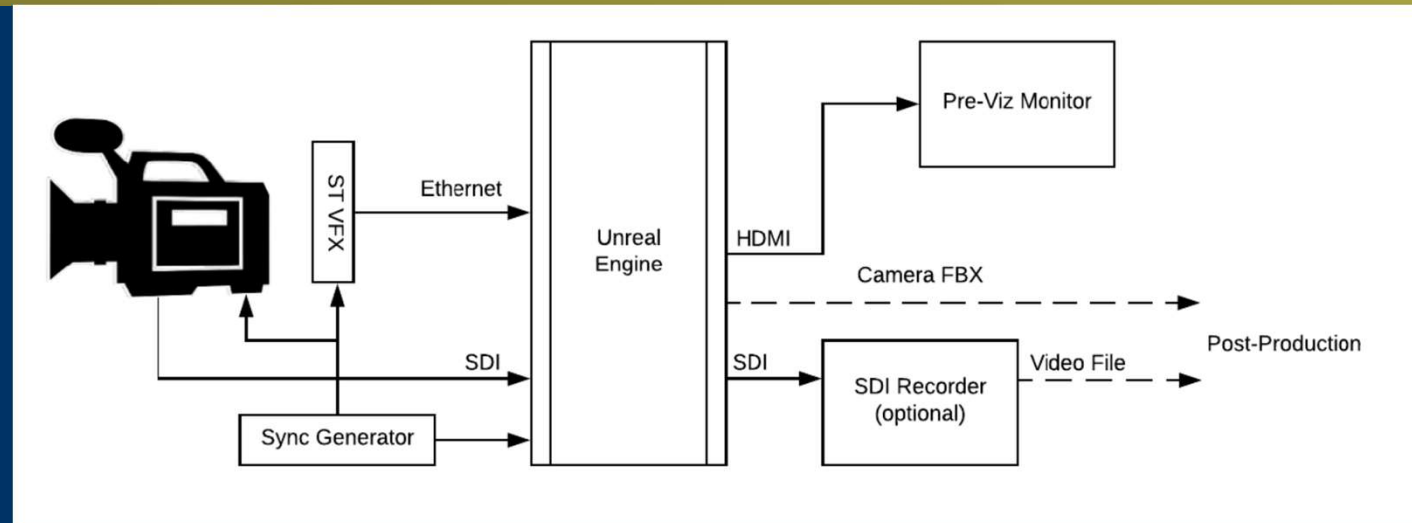 Pre-Viz Monitor
ST VFX
Ethernet
Unreal
Engine
HDMI
Camera FBX
Post-Production
SDI
SDI
Video File
SDI Recorder
(optional)
Sync Generator